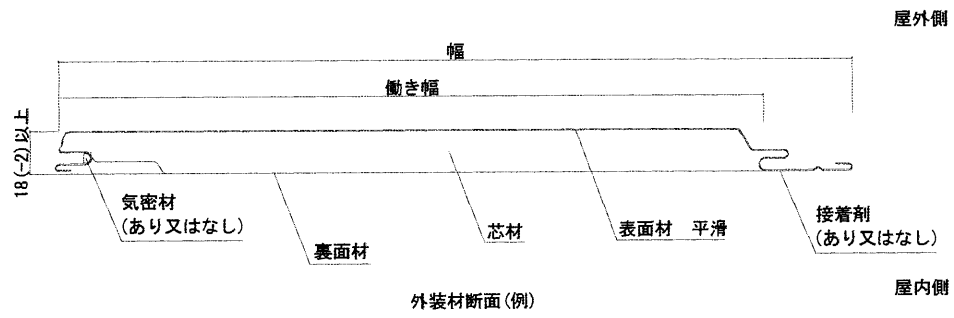 屋外側
幅
働き幅
18(-2)以上
気密材
(あり又はなし)
裏面材
芯材
表面材 平滑
接着剤
(あり又はなし)
屋内側
外装材断面(例)